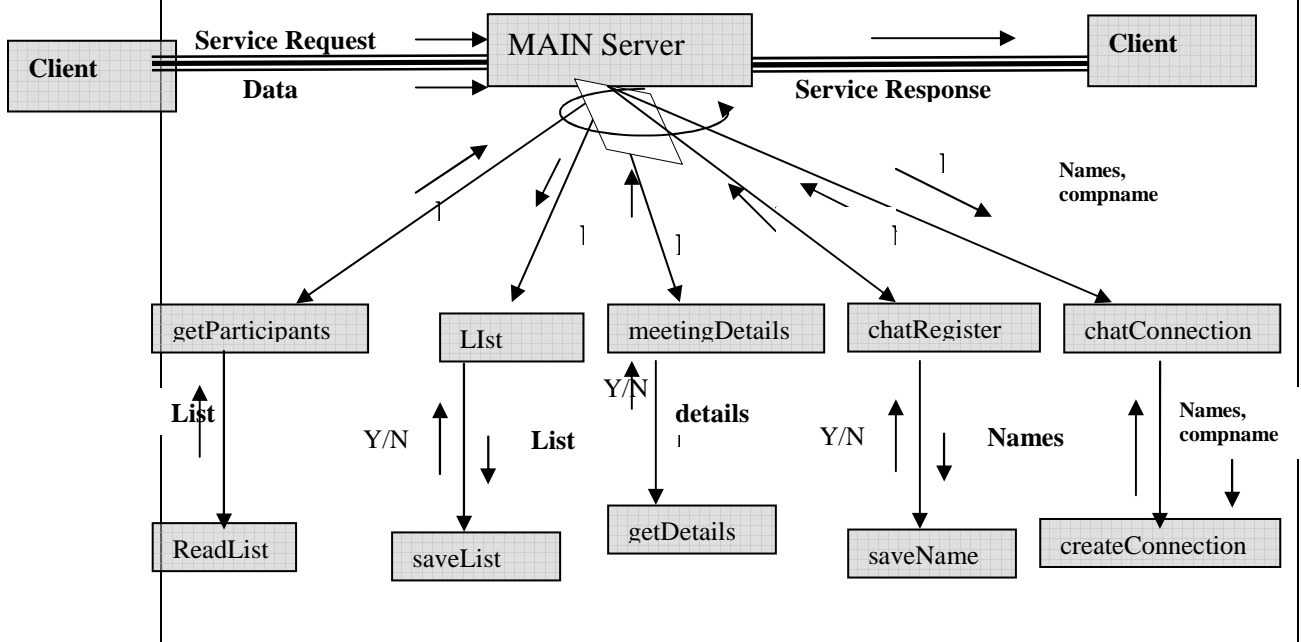 Service Request
MAIN Server
Client
Client
Data
Service Response
Names,
compname
getParticipants
LIst
meetingDetails
chatRegister
chatConnection
Y/N
List
details
Names,
compname
Y/N
List
Y/N
Names
ReadList
saveList
getDetails
saveName
createConnection